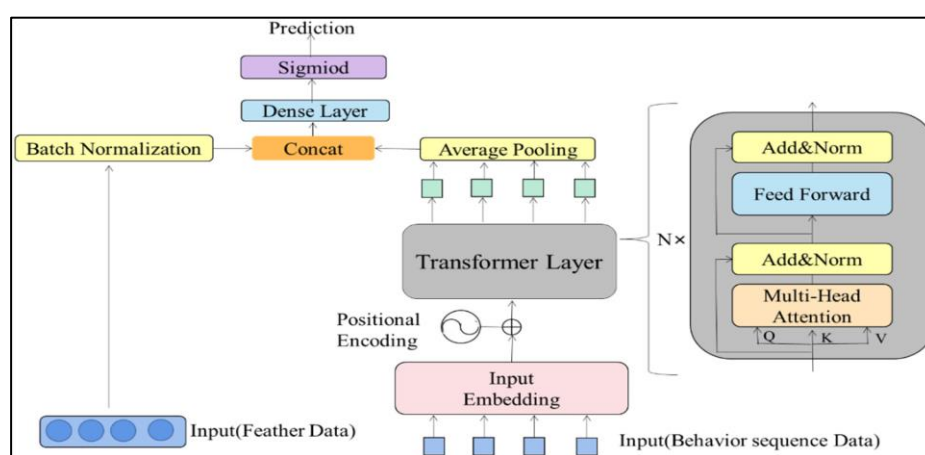 Prediction
Sigmiod
Dense Layer
Batch Normalization
Concat
Average Pooling
Transformer Layer
Positional
Encoding
Input
Embedding
Input(Feather Data)
Input(Behavior sequence Data)
N×
Add&Norm
Feed Forward
Add&Norm
Multi-Head
Attention
Q K V